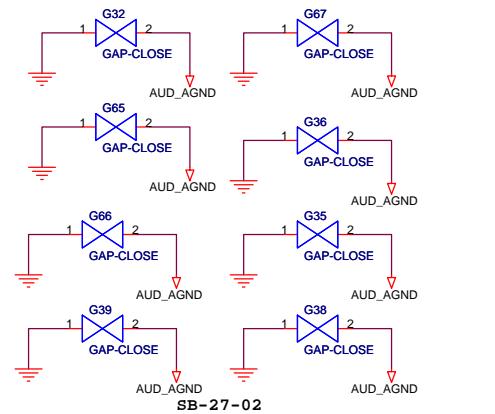 G32
1 2
GAP-CLOSE
AUD_AGND
G67
1 2
GAP-CLOSE
AUD_AGND
G65
1 2
GAP-CLOSE
AUD_AGND
G36
1 2
GAP-CLOSE
AUD_AGND
G66
1 2
GAP-CLOSE
AUD_AGND
G35
1 2
GAP-CLOSE
AUD_AGND
G39
1 2
GAP-CLOSE
AUD_AGND
G38
1 2
GAP-CLOSE
AUD_AGND
SB-27-02